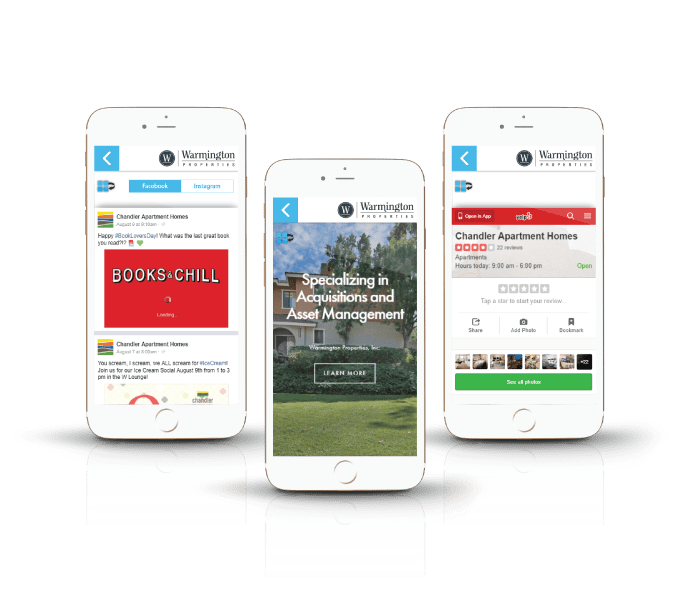 W
Warmington
PROPERTIES
Facebook
Instagram
Chandler Apartment Homes
Happy #BookLoversDay! What was the last great book
you read?!?
BOOKS & CHILL
Loading...
Chandler Apartment Homes
August 7 at 8:00am
You scream, I scream, we ALL scream for #IceCream!
Join us for our Ice Cream Social August 9th from 1 to
3 pm in the W Lounge!
chandler
W
Warmington
PROPERTIES
Specializing in
Acquisitions and
Asset Management
Warmington Properties, Inc.
LEARN MORE
W
Warmington
PROPERTIES
Open in App
yelp
Chandler Apartment Homes
22 reviews
Apartments
Hours today: 9:00 am - 6:00 pm
Open
Tap a star to start your review...
Share
Add Photo
Bookmark
+22
See all photos